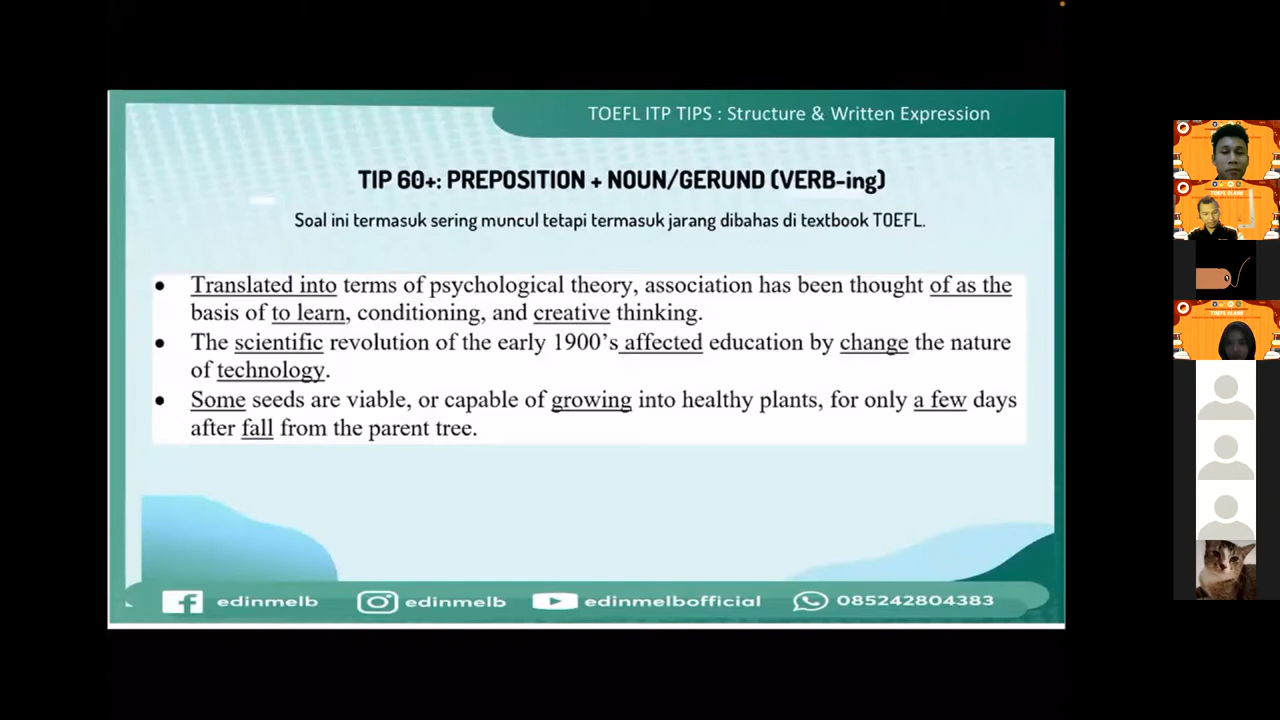 TOEFL ITP TIPS : Structure & Written Expression
TIP 60+: PREPOSITION + NOUN/GERUND (VERB-ing)
Soal ini termasuk sering muncul tetapi termasuk jarang dibahas di textbook TOEFL.
• Translated into terms of psychological theory, association has been thought of as the
basis of to learn, conditioning, and creative thinking.
• The scientific revolution of the early 1900's affected education by change the nature
of technology.
• Some seeds are viable, or capable of growing into healthy plants, for only a few days
after fall from the parent tree.
edinmelb edinmelb edinmelbofficial 085242804383